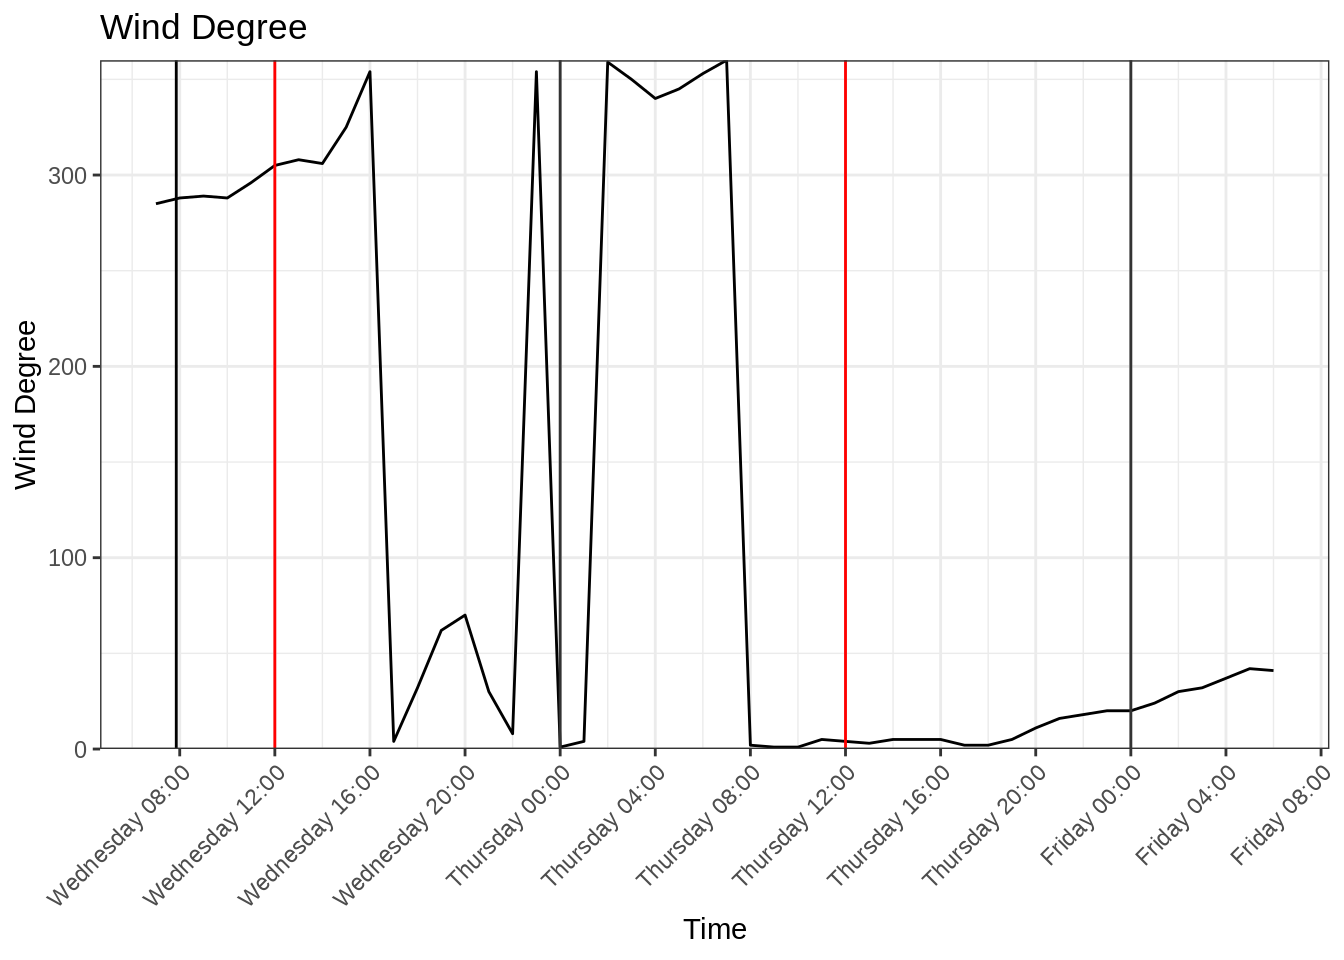 Wind Degree
Wind Degree
300
200
100
0
Wednesday 08:00
Wednesday 12:00
Wednesday 16:00
Wednesday 20:00
Thursday 00:00
Thursday 04:00
Thursday 08:00
Thursday 12:00
Thursday 16:00
Thursday 20:00
Friday 00:00
Friday 04:00
Friday 08:00
Time